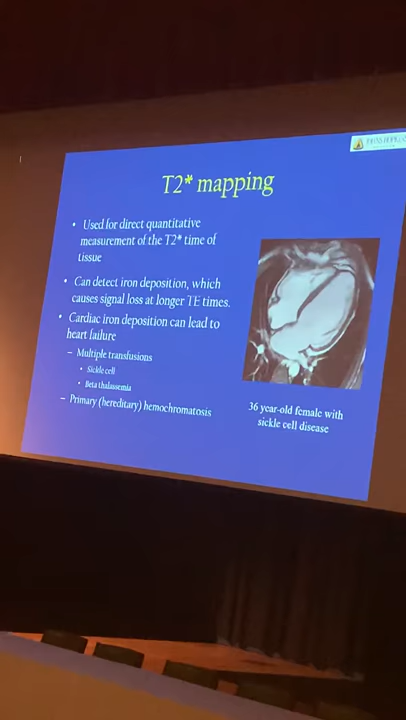 T2* mapping
• Used for direct quantitative
measurement of the T2* time of
tissue
• Can detect iron deposition, which
causes signal loss at longer TE times.
• Cardiac iron deposition can lead to
heart failure
– Multiple transfusions
• Sickle cell
• Beta thalassemia
– Primary (hereditary) hemochromatosis
36 year-old female with
sickle cell disease